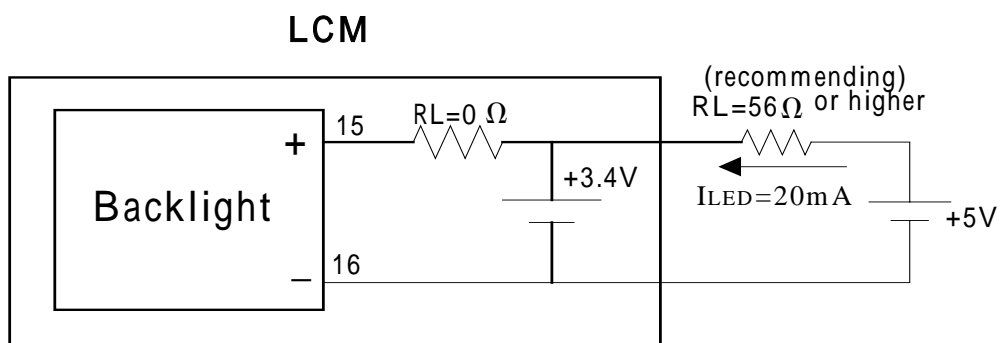 LCM
(recommending)
RL=56Ω or higher
15
RL=0 Ω
+
+3.4V
ILED=20mA
Backlight
+5V
16
−